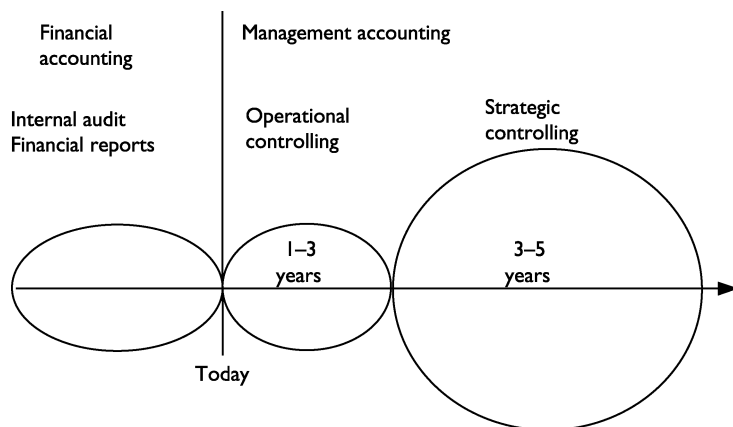 Financial
accounting
Management accounting
Internal audit
Financial reports
Operational
controlling
Strategic
controlling
1–3
years
3–5
years
Today